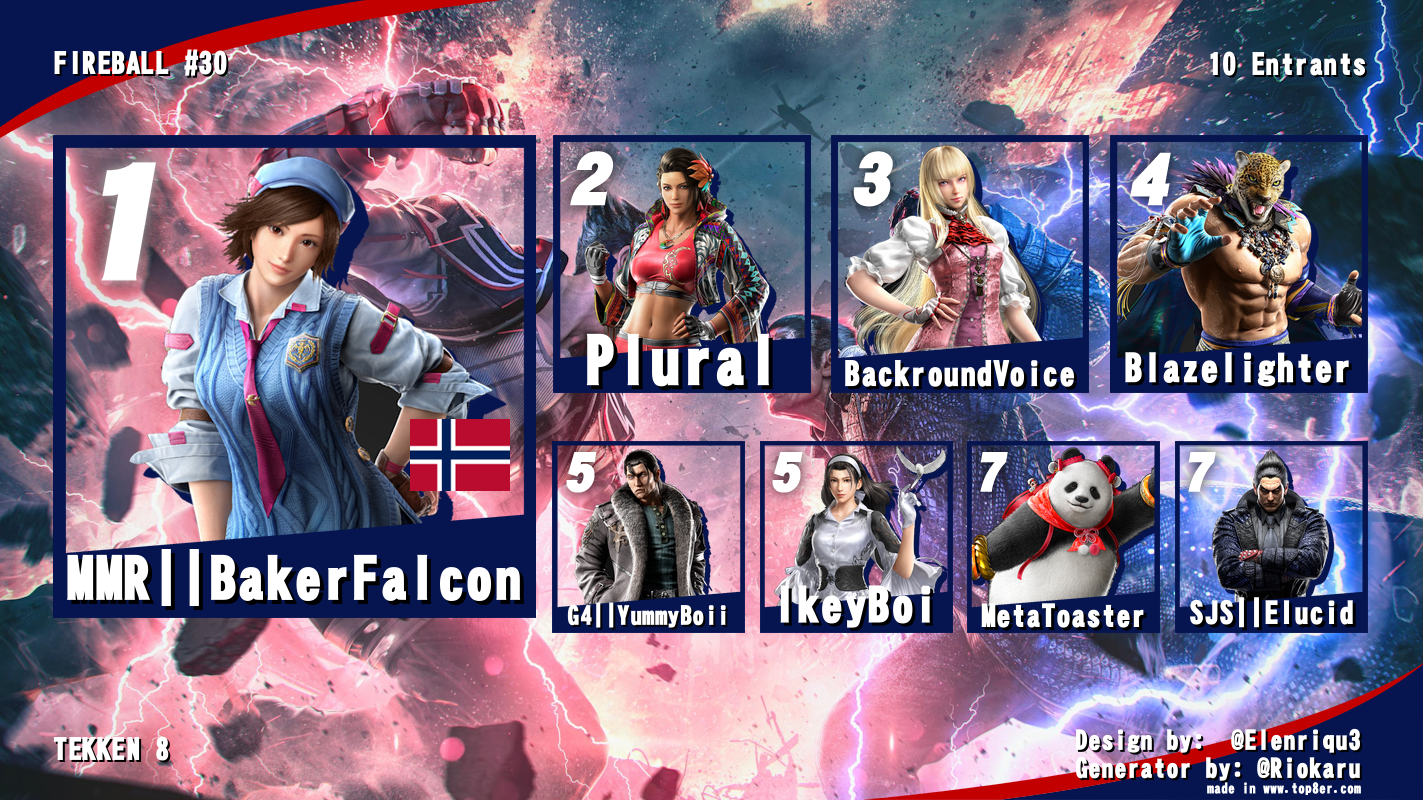 FIREBALL #30
10 Entrants
1
MMR||BakerFalcon
2
Plural
3
BackroundVoice
4
Blazelighter
5
G4||YummyBoii
5
IkeyBoi
7
MetaToaster
7
SJS||Elucid
TEKKEN 8
Design by: @Elenriqu3
Generator by: @Riokaru
made in www.top8er.com